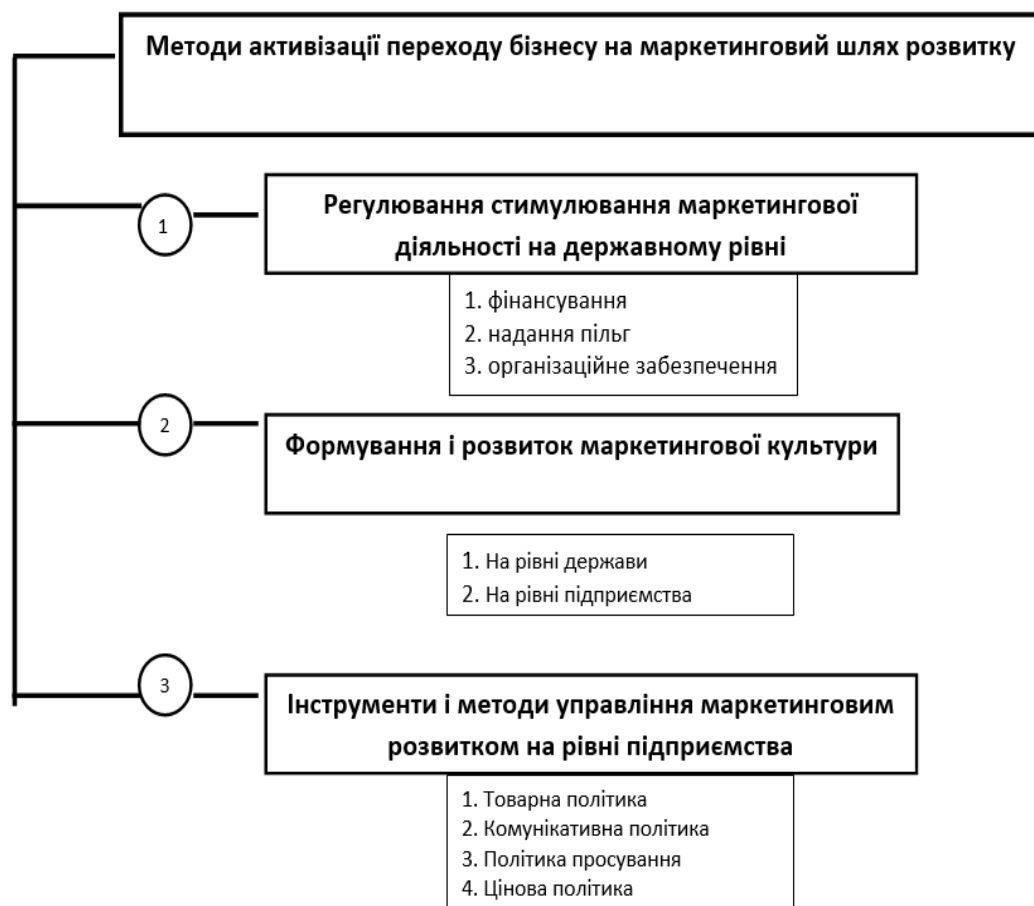 Методи активізації переходу бізнесу на маркетинговий шлях розвитку
1
Регулювання стимулювання маркетингової
діяльності на державному рівні
1. фінансування
2. надання пільг
3. організаційне забезпечення
2
Формування і розвиток маркетингової культури
1. На рівні держави
2. На рівні підприємства
3
Інструменти і методи управління маркетинговим
розвитком на рівні підприємства
1. Товарна політика
2. Комунікативна політика
3. Політика просування
4. Цінова політика